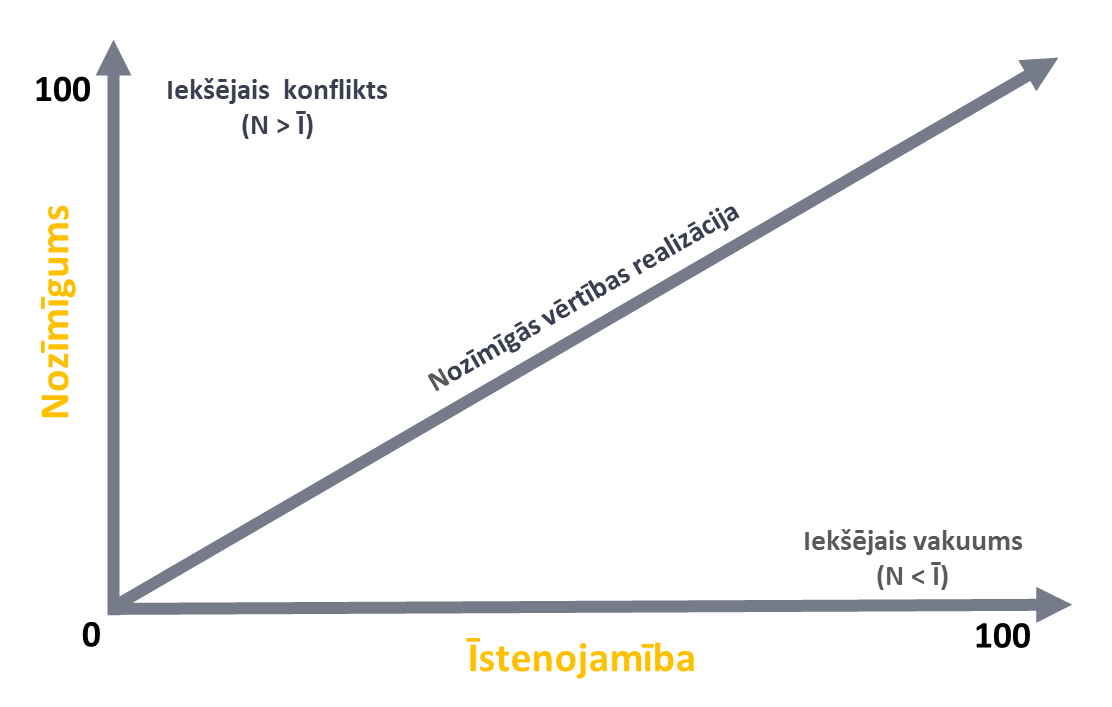 100
Iekšējais konflikts
(N > Ī)
Nozīmīgums
Nozīmīgās vērtības realizācija
Iekšējais vakuums
(N < Ī)
0
100
Īstenojamība